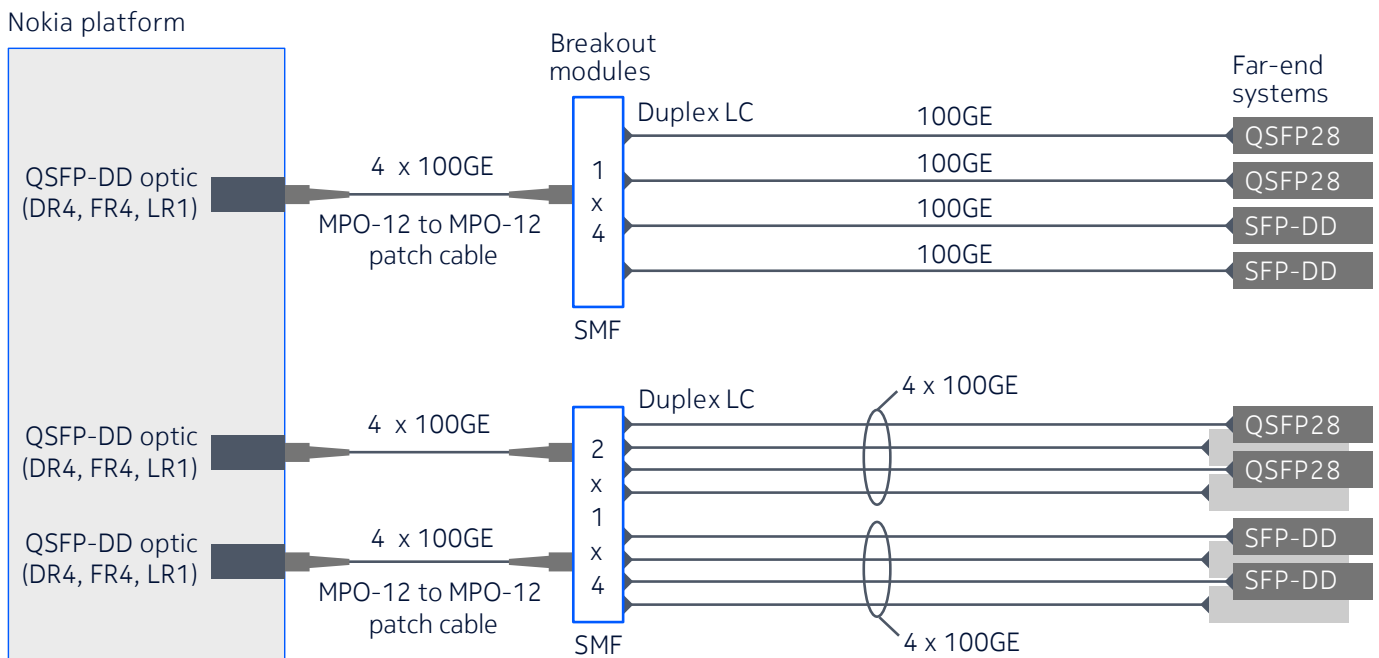 Nokia platform
Breakout
modules
Far-end
systems
Duplex LC
100GE
QSFP28
QSFP-DD optic
(DR4, FR4, LR1)
4 x 100GE
MPO-12 to MPO-12
patch cable
1
x
4
100GE
QSFP28
100GE
SFP-DD
100GE
SFP-DD
SMF
Duplex LC
4 x 100GE
QSFP-DD optic
(DR4, FR4, LR1)
4 x 100GE
2
x
1
x
4
QSFP28
QSFP28
QSFP-DD optic
(DR4, FR4, LR1)
4 x 100GE
MPO-12 to MPO-12
patch cable
SFP-DD
SFP-DD
SMF
4 x 100GE